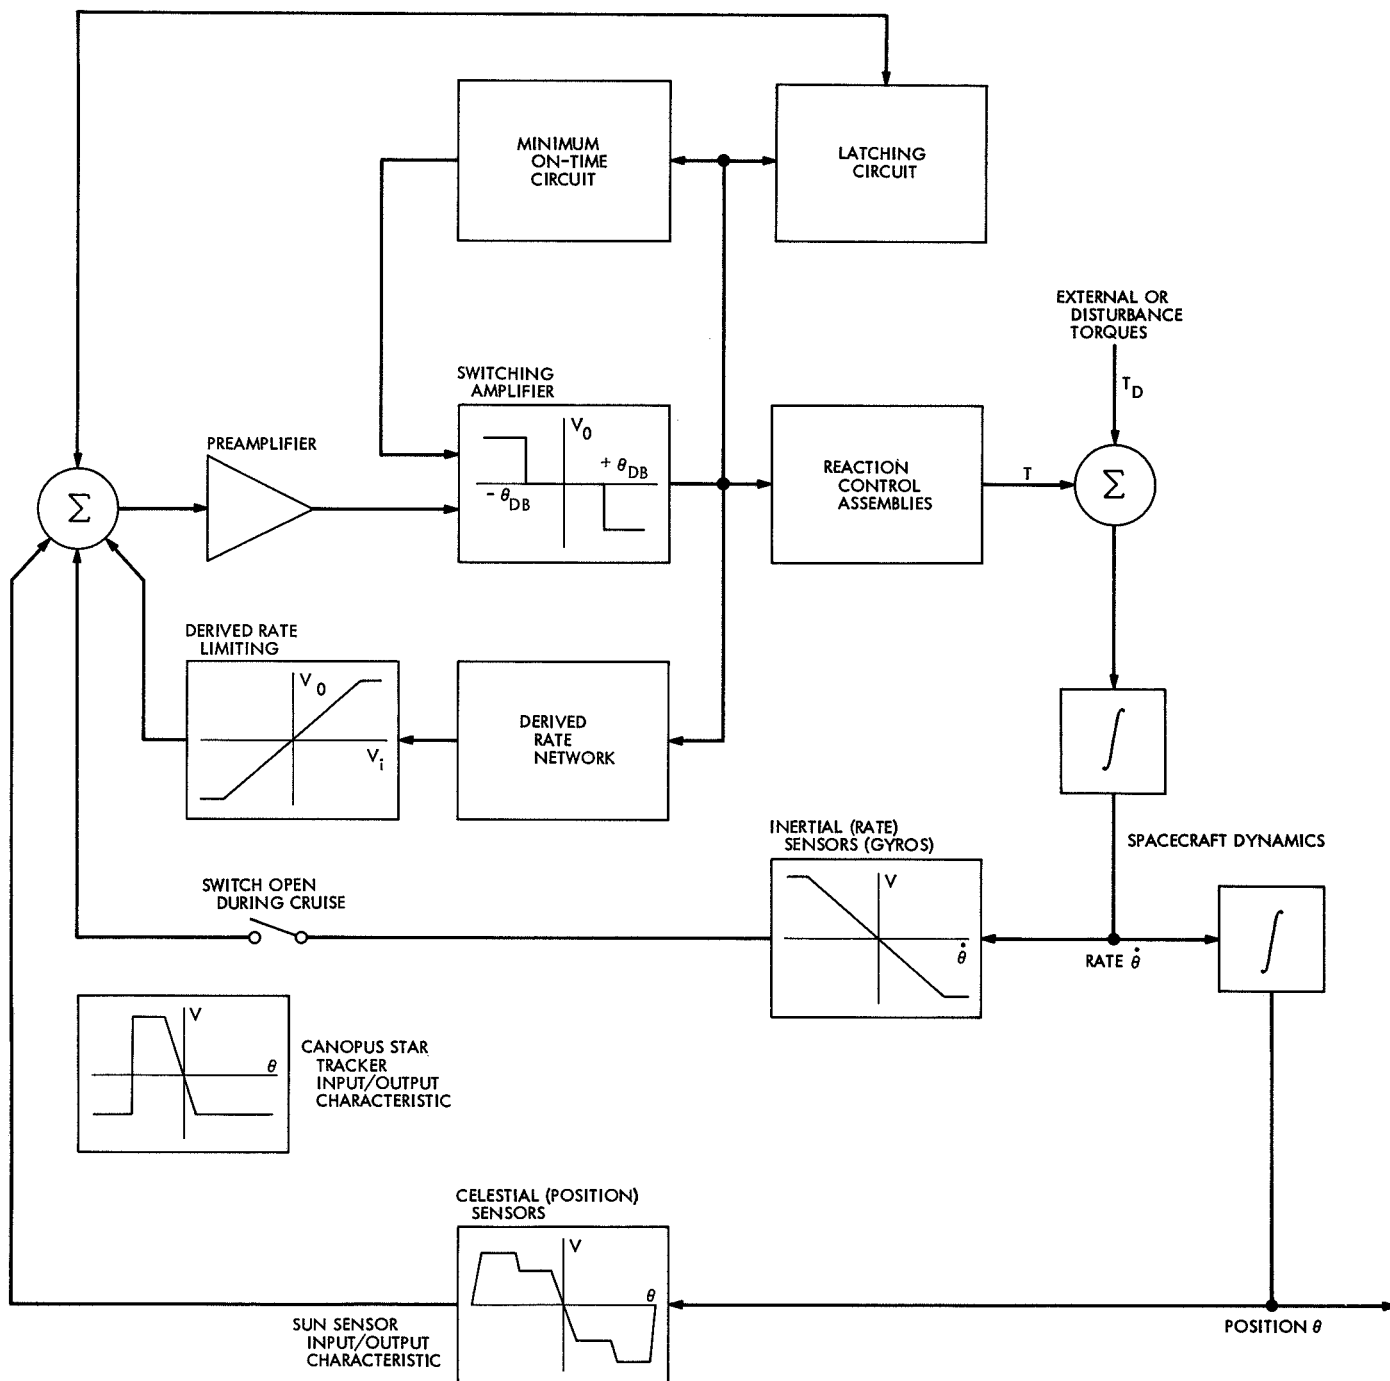 MINIMUM
ON-TIME
CIRCUIT
LATCHING
CIRCUIT
EXTERNAL OR
DISTURBANCE
TORQUES
T_D
SWITCHING
AMPLIFIER
V_0
+ θ_DB
- θ_DB
PREAMPLIFIER
Σ
REACTION
CONTROL
ASSEMBLIES
T
Σ
DERIVED RATE
LIMITING
V_0
V_i
DERIVED
RATE
NETWORK
∫
INERTIAL (RATE)
SENSORS (GYROS)
V
θ̇
SPACECRAFT DYNAMICS
SWITCH OPEN
DURING CRUISE
RATE θ̇
∫
V
θ
CANOPUS STAR
TRACKER
INPUT/OUTPUT
CHARACTERISTIC
CELESTIAL (POSITION)
SENSORS
V
θ
SUN SENSOR
INPUT/OUTPUT
CHARACTERISTIC
POSITION θ